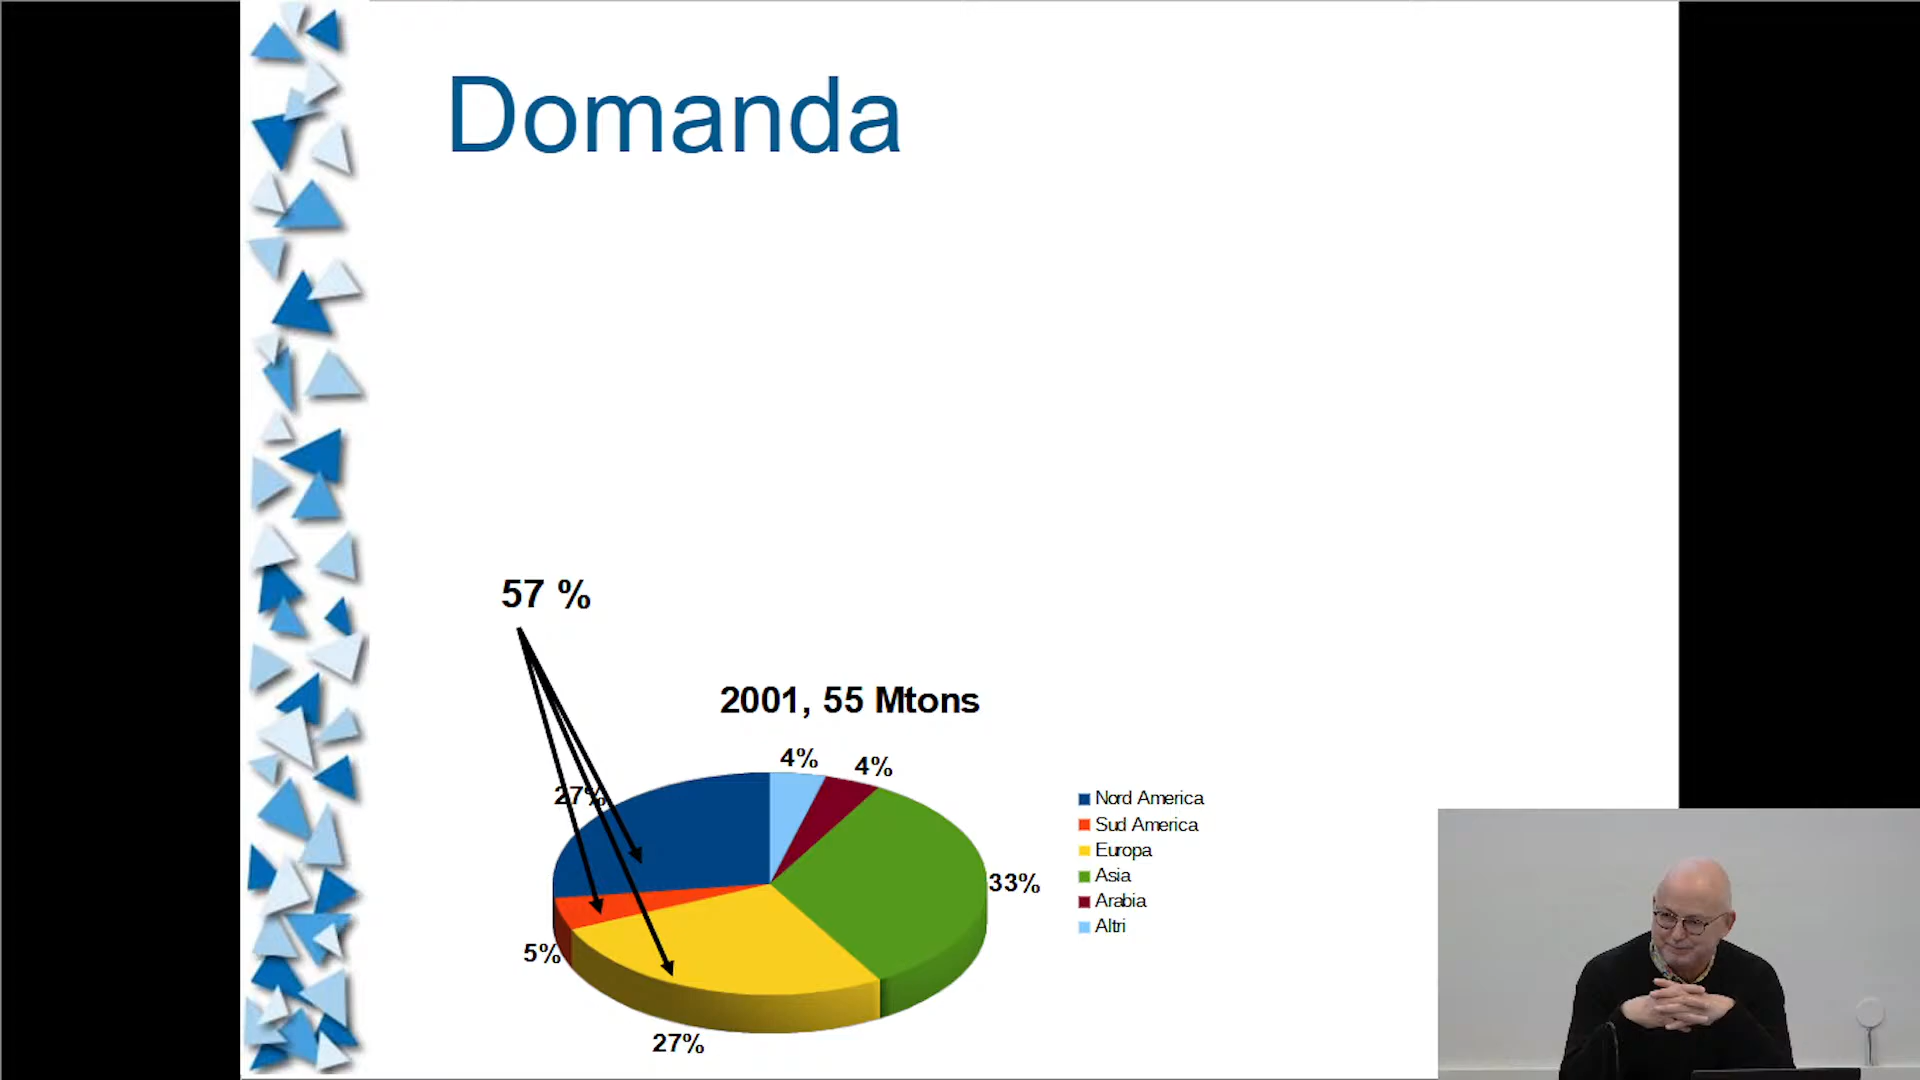 Domanda
57 %
2001, 55 Mtons
4%
4%
27%
33%
5%
27%
Nord America
Sud America
Europa
Asia
Arabia
Altri